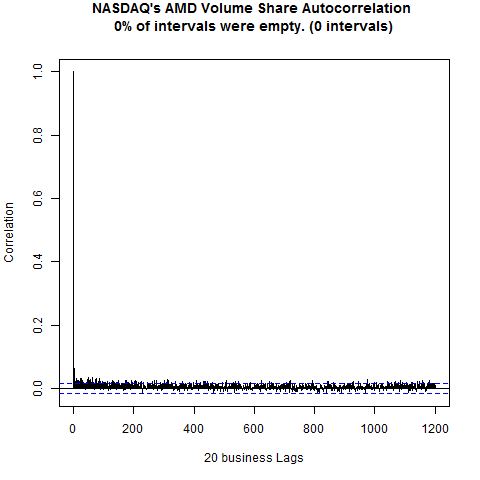 NASDAQ's AMD Volume Share Autocorrelation
0% of intervals were empty. (0 intervals)
1.0
0.8
0.6
0.4
0.2
0.0
Correlation
0 200 400 600 800 1000 1200
20 business Lags